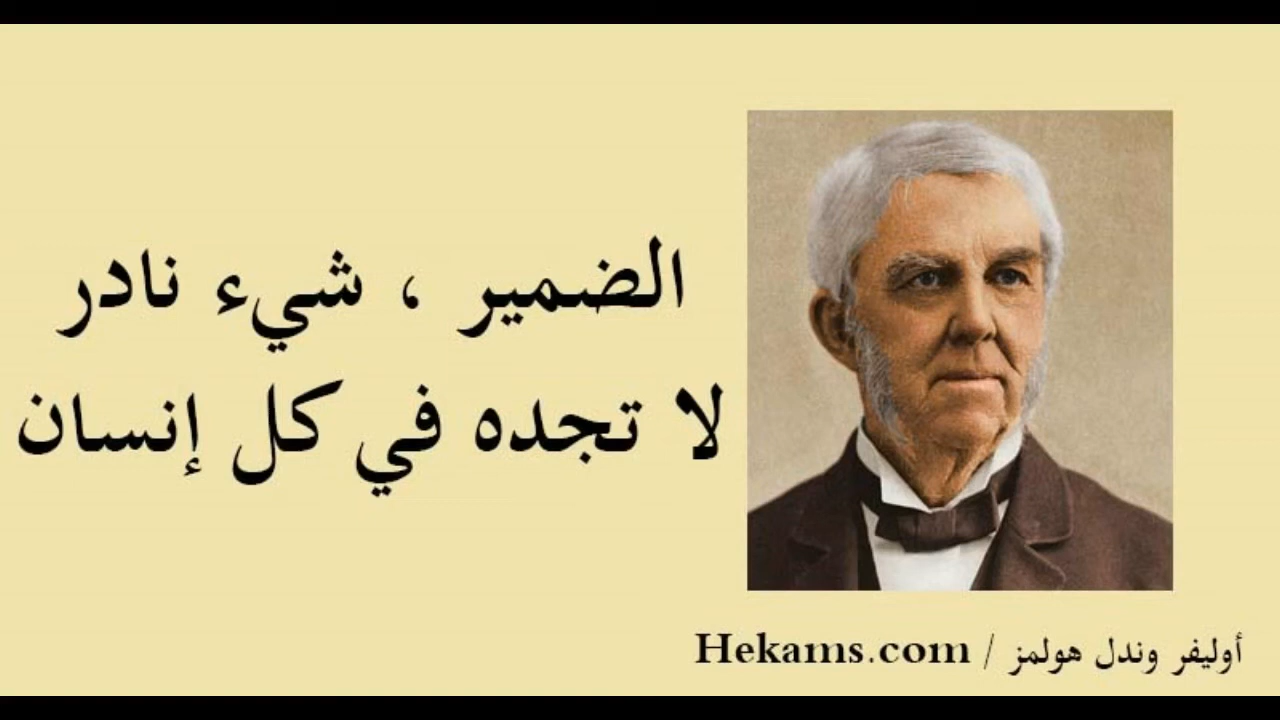 الضمير ، شيء نادر
لا تجده في كل إنسان
أوليفر وندل هولمز / Hekams.com